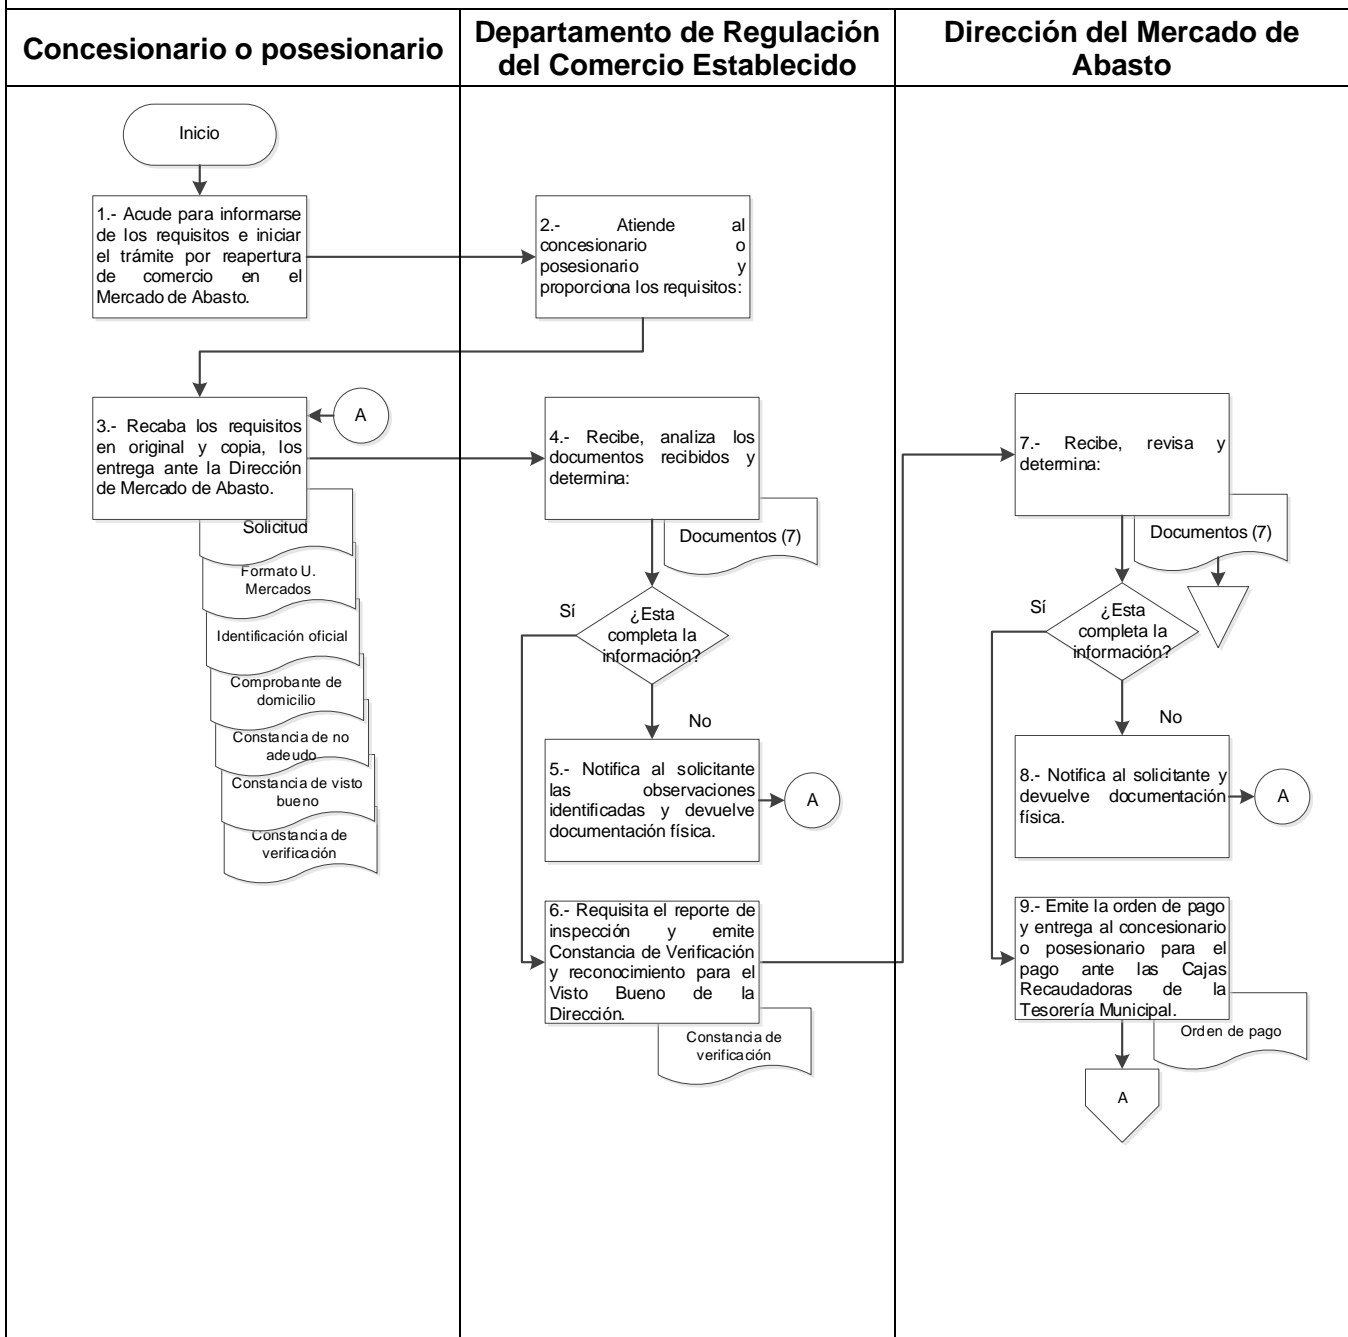 Concesionario o posesionario
Departamento de Regulación
del Comercio Establecido
Dirección del Mercado de
Abasto
Inicio
1.- Acude para informarse
de los requisitos e iniciar
el trámite por reapertura
de comercio en el
Mercado de Abasto.
2.- Atiende al
concesionario o
posesionario y
proporciona los requisitos:
3.- Recaba los requisitos
en original y copia, los
entrega ante la Dirección
de Mercado de Abasto.
A
Solicitud
Formato U.
Mercados
Identificación oficial
Comprobante de
domicilio
Constancia de no
adeudo
Constancia de visto
bueno
Constancia de
verificación
4.- Recibe, analiza los
documentos recibidos y
determina:
Documentos (7)
Sí
¿Esta
completa la
información?
No
5.- Notifica al solicitante
las observaciones
identificadas y devuelve
documentación física.
A
6.- Requisita el reporte de
inspección y emite
Constancia de Verificación
y reconocimiento para el
Visto Bueno de la
Dirección.
Constancia de
verificación
7.- Recibe, revisa y
determina:
Documentos (7)
Sí
¿Esta
completa la
información?
No
8.- Notifica al solicitante y
devuelve documentación
física.
A
9.- Emite la orden de pago
y entrega al concesionario
o posesionario para el
pago ante las Cajas
Recaudadoras de la
Tesorería Municipal.
Orden de pago
A